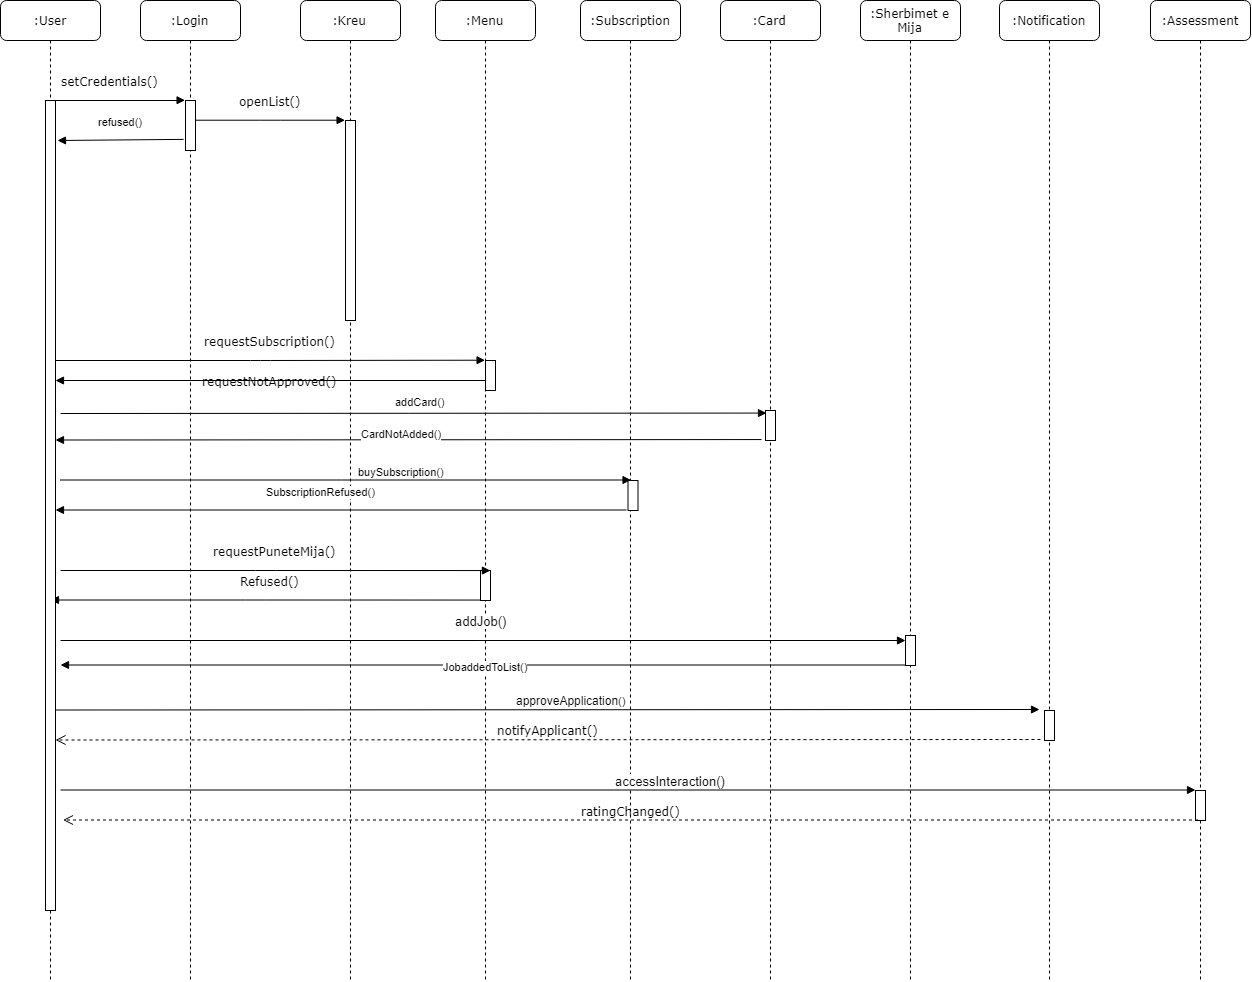 :User
:Login
:Kreu
:Menu
:Subscription
:Card
:Sherbimet e
Mija
:Notification
:Assessment
setCredentials()
openList()
refused()
requestSubscription()
requestNotApproved()
addCard()
CardNotAdded()
buySubscription()
SubscriptionRefused()
requestPuneteMija()
Refused()
addJob()
JobaddedToList()
approveApplication()
notifyApplicant()
accessInteraction()
ratingChanged()